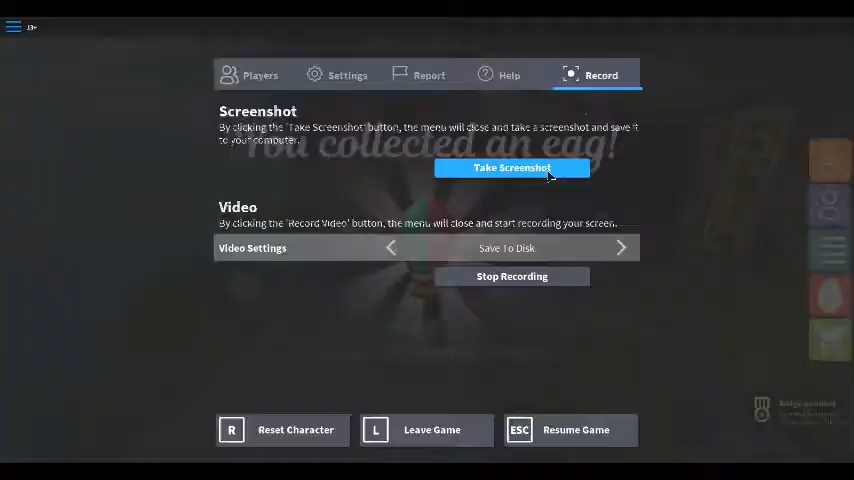 13+
Players Settings Report Help Record
Screenshot
By clicking the 'Take Screenshot' button, the menu will close and take a screenshot and save it
to your computer.
You collected an egg!
Take Screenshot
Video
By clicking the 'Record Video' button, the menu will close and start recording your screen.
Video Settings Save To Disk
Stop Recording
R Reset Character L Leave Game ESC Resume Game